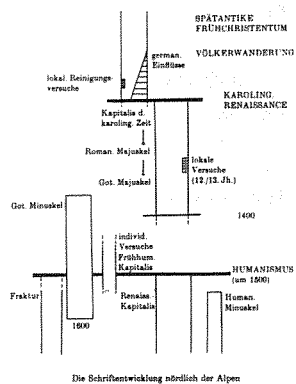 SPÄTANTIKE
FRÜHCHRISTENTUM
german.
Einflüsse
VÖLKERWANDERUNG
lokal. Reinigungs-
versuche
KAROLING.
RENAISSANCE
Kapitalis d.
karoling. Zeit
Roman. Majuskel
Got. Majuskel
lokale
Versuche
(12./13. Jh.)
Got. Minuskel
1400
individ.
Versuche
Frühhum.
Kapitalis
HUMANISMUS
(um 1500)
Fraktur
Renaiss.-
Kapitalis
Human.
Minuskel
1600
Die Schriftentwicklung nördlich der Alpen